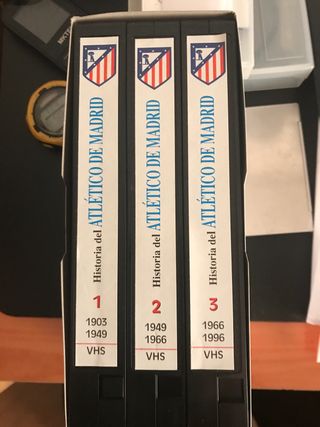 Historia del ATLÉTICO DE MADRID
1
1903
1949
VHS
Historia del ATLÉTICO DE MADRID
2
1949
1966
VHS
Historia del ATLÉTICO DE MADRID
3
1966
1996
VHS